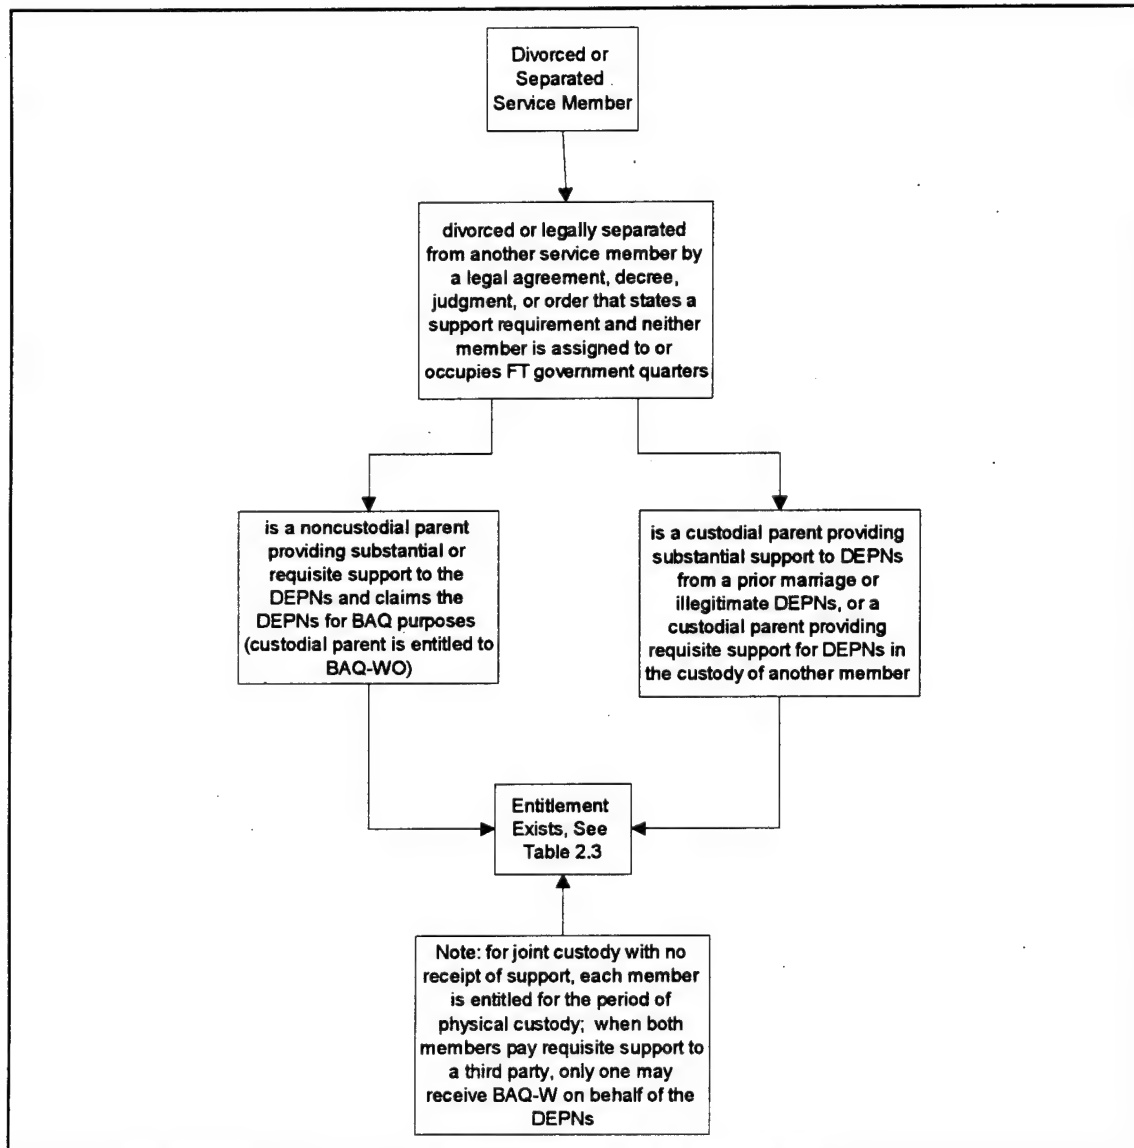 Divorced or
Separated
Service Member
divorced or legally separated
from another service member by
a legal agreement, decree,
judgment, or order that states a
support requirement and neither
member is assigned to or
occupies FT government quarters
is a noncustodial parent
providing substantial or
requisite support to the
DEPNs and claims the
DEPNs for BAQ purposes
(custodial parent is entitled to
BAQ-WO)
is a custodial parent providing
substantial support to DEPNs
from a prior marriage or
illegitimate DEPNs, or a
custodial parent providing
requisite support for DEPNs in
the custody of another member
Entitlement
Exists, See
Table 2.3
Note: for joint custody with no
receipt of support, each member
is entitled for the period of
physical custody; when both
members pay requisite support to
a third party, only one may
receive BAQ-W on behalf of the
DEPNs